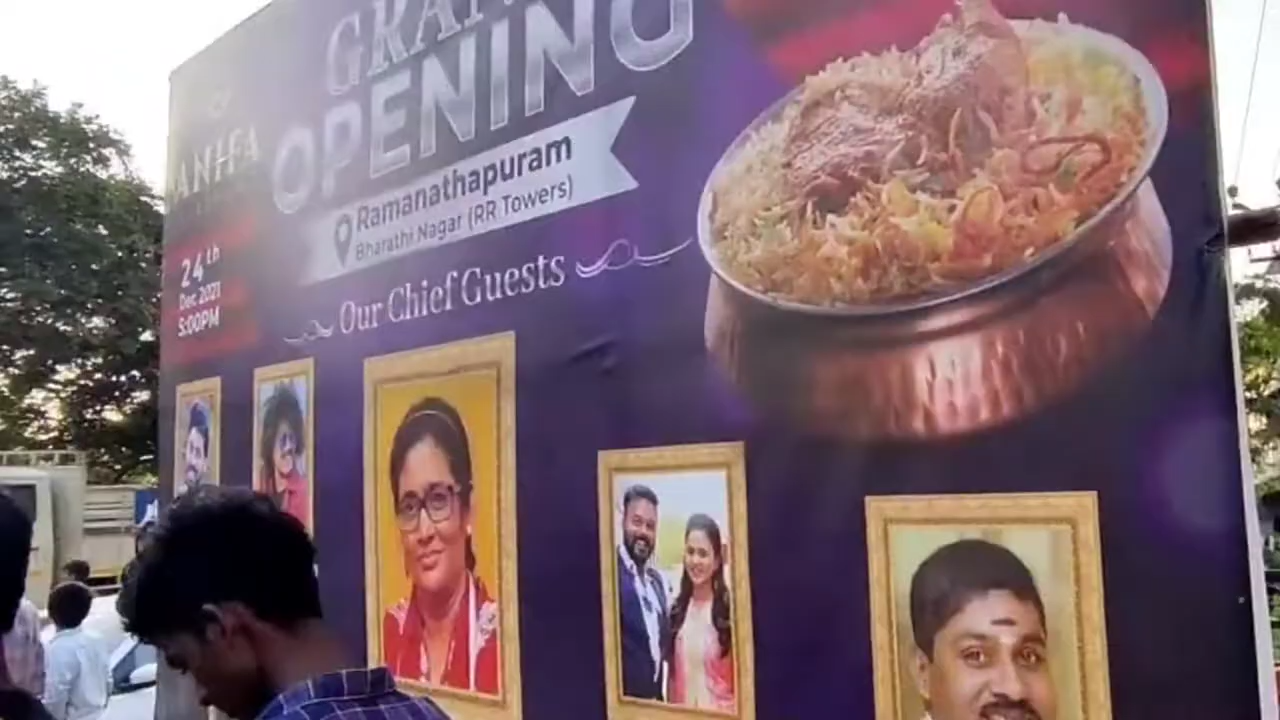 OPENING
Ramanathapuram
Bharathi Nagar (RR Towers)
24th
Dec 2021
5:00PM
Our Chief Guests